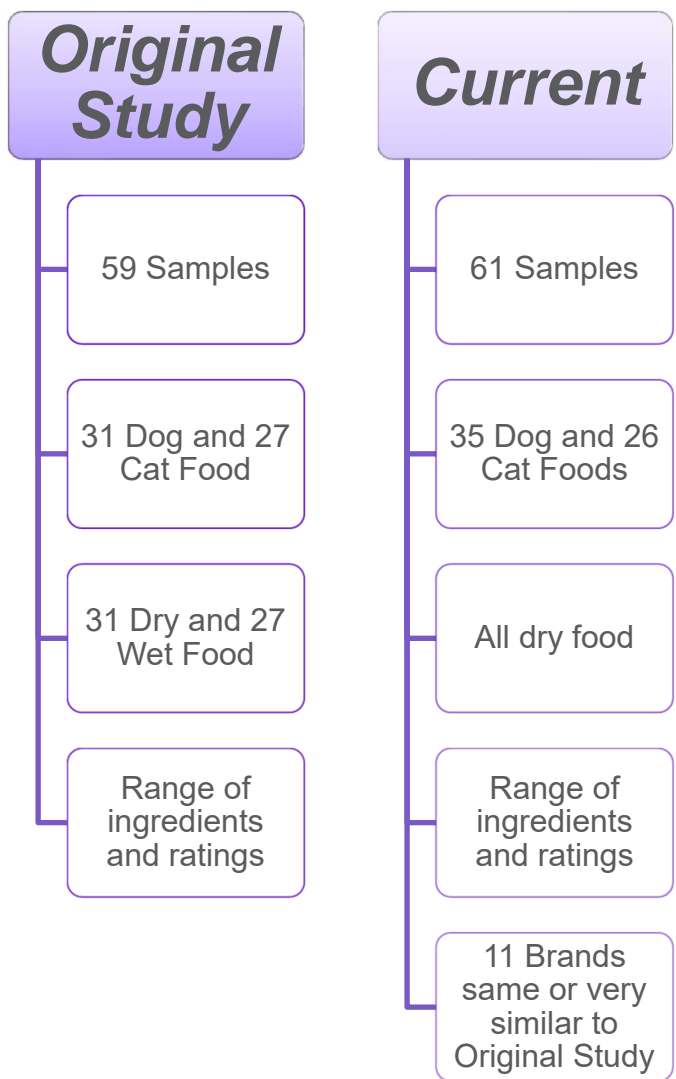 Original
Study
59 Samples
31 Dog and 27
Cat Food
31 Dry and 27
Wet Food
Range of
ingredients
and ratings
Current
61 Samples
35 Dog and 26
Cat Foods
All dry food
Range of
ingredients
and ratings
11 Brands
same or very
similar to
Original Study